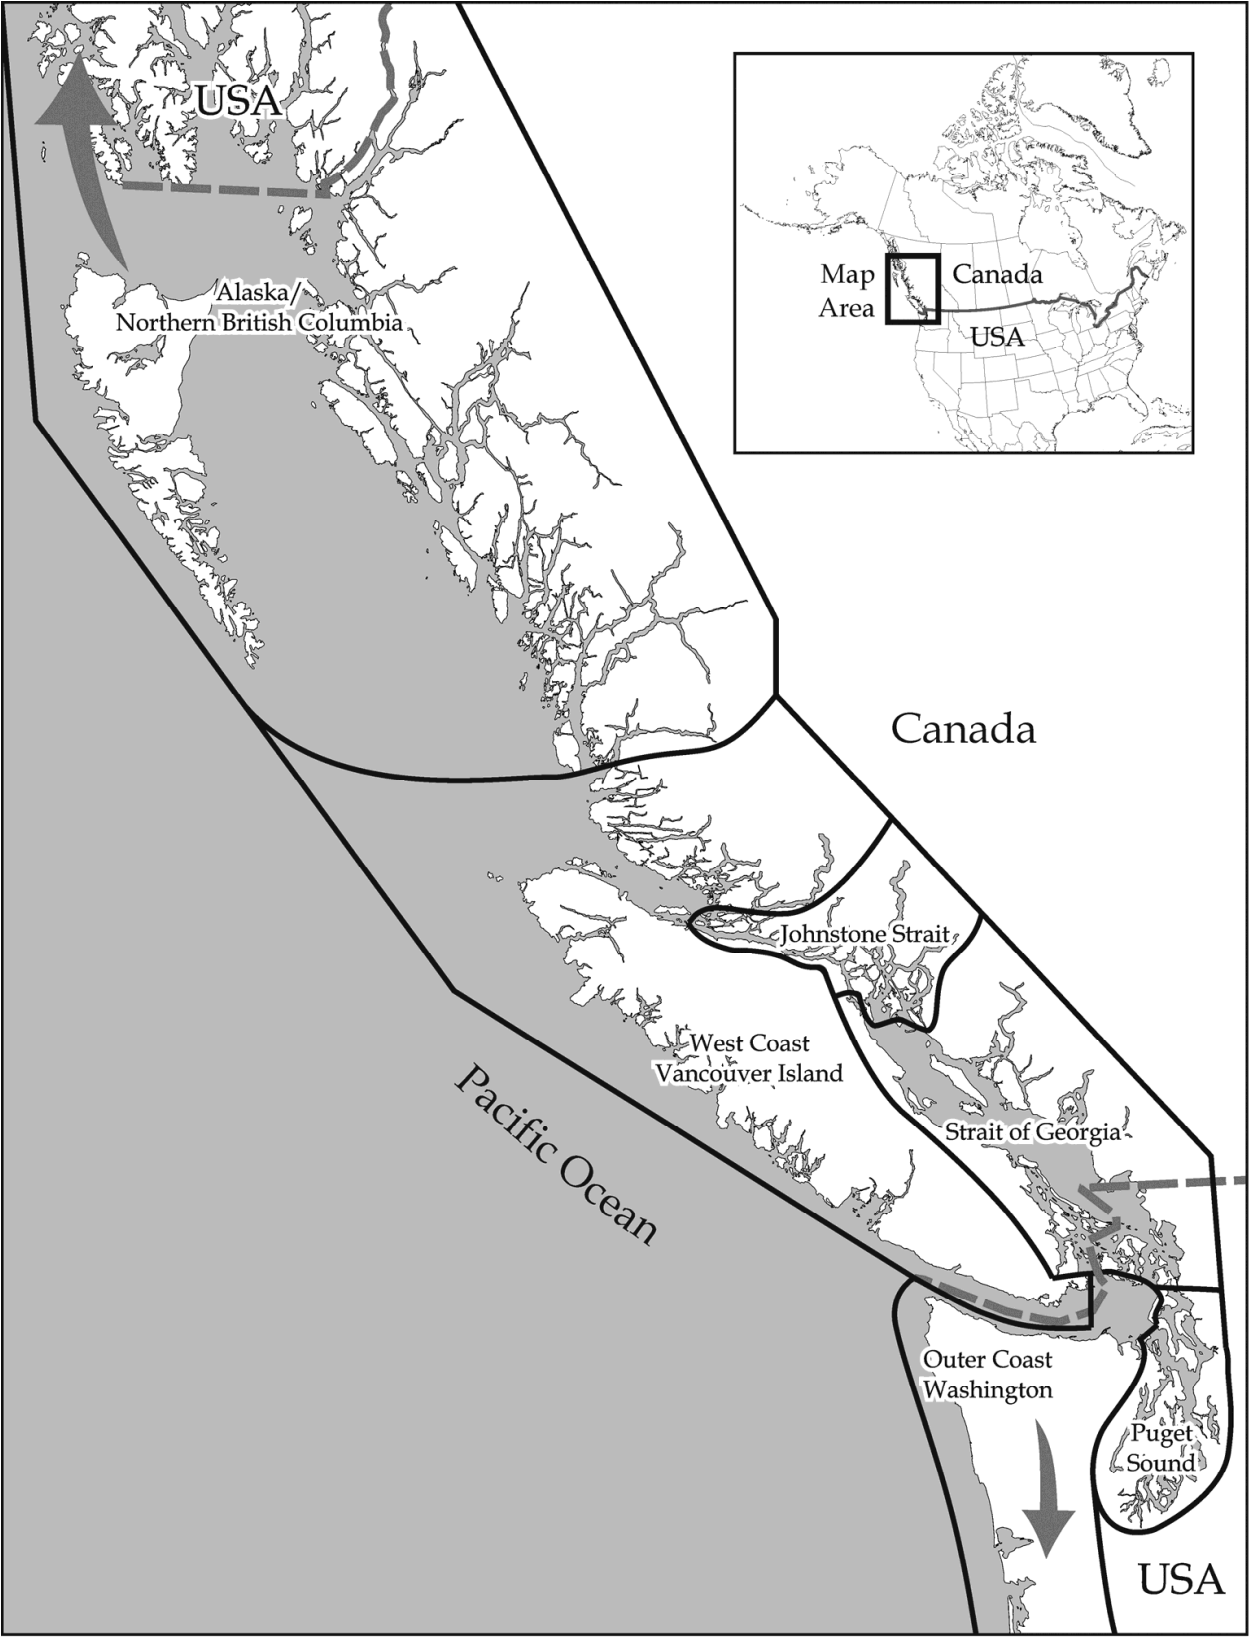 USA
Map
Area
Canada
USA
Alaska/
Northern British Columbia
Canada
Johnstone Strait
West Coast
Vancouver Island
Pacific Ocean
Strait of Georgia
Outer Coast
Washington
Puget
Sound
USA